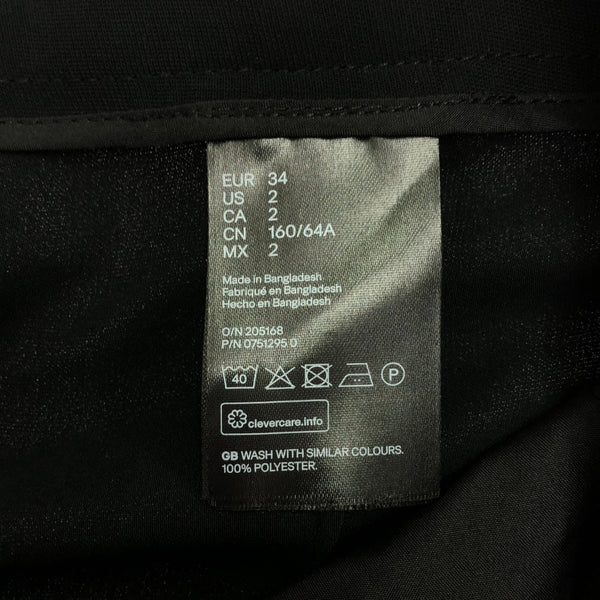 EUR 34
US 2
CA 2
CN 160/64A
MX 2
Made in Bangladesh
Fabriqué en Bangladesh
Hecho en Bangladesh
O/N 205168
P/N 0751295 0
40 P
clevercare.info
GB WASH WITH SIMILAR COLOURS.
100% POLYESTER.